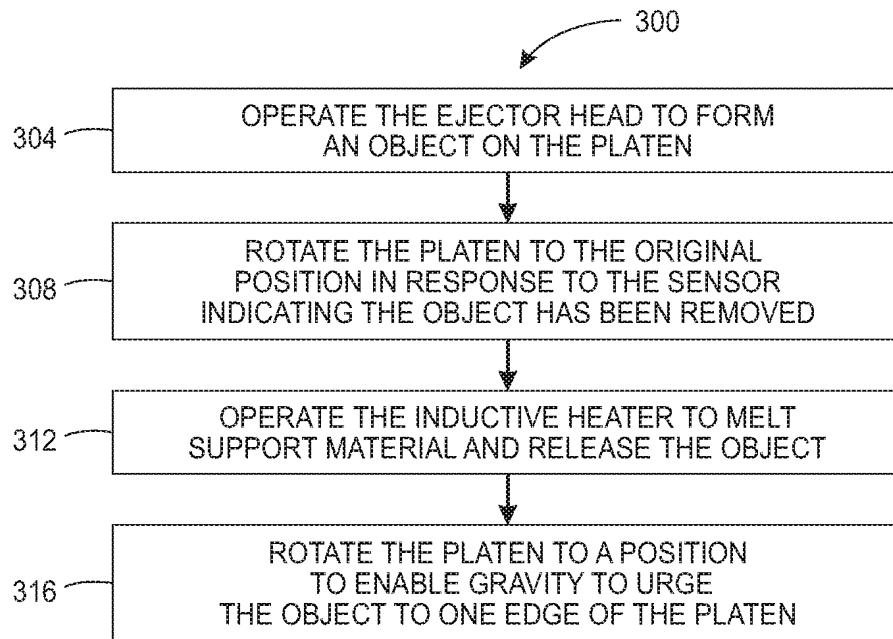 300
304
OPERATE THE EJECTOR HEAD TO FORM
AN OBJECT ON THE PLATEN
308
ROTATE THE PLATEN TO THE ORIGINAL
POSITION IN RESPONSE TO THE SENSOR
INDICATING THE OBJECT HAS BEEN REMOVED
312
OPERATE THE INDUCTIVE HEATER TO MELT
SUPPORT MATERIAL AND RELEASE THE OBJECT
316
ROTATE THE PLATEN TO A POSITION
TO ENABLE GRAVITY TO URGE
THE OBJECT TO ONE EDGE OF THE PLATEN